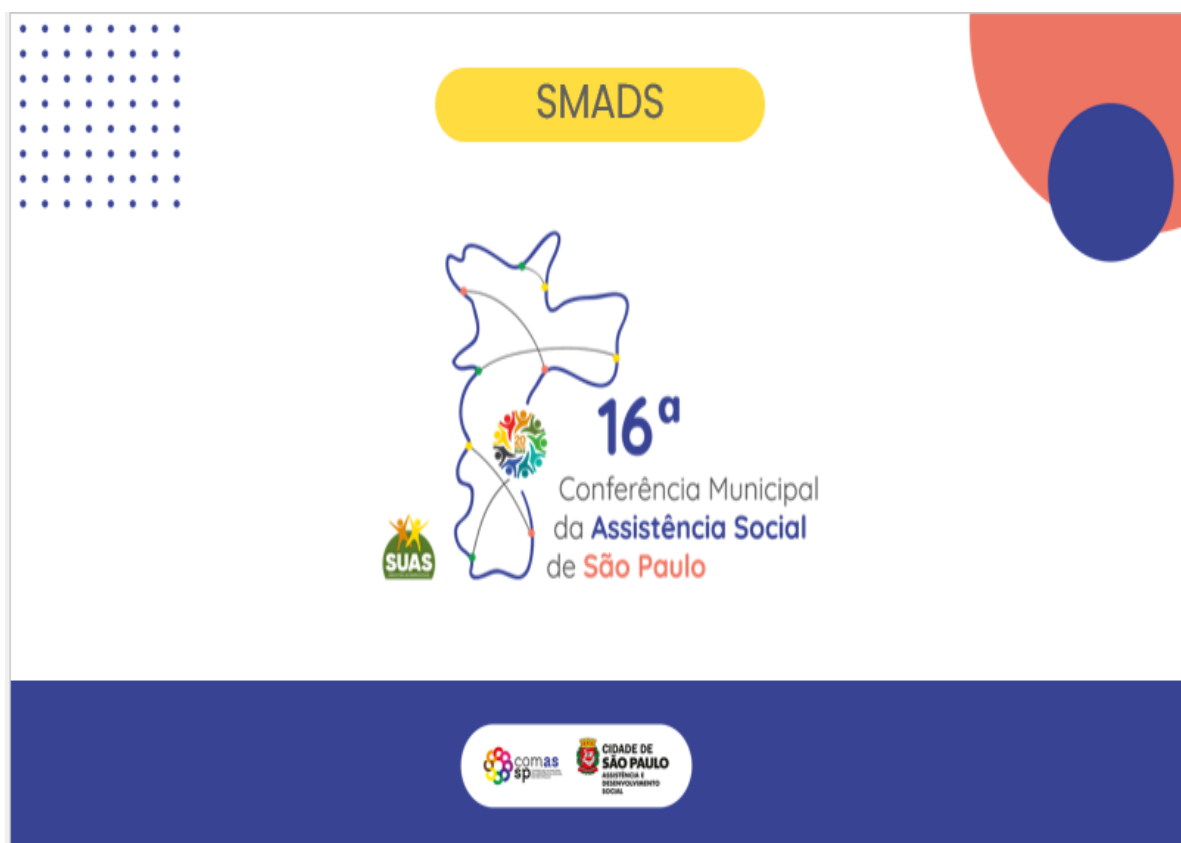 SMADS
16ª
Conferência Municipal
da Assistência Social
de São Paulo
20
SUAS
comas
sp
CIDADE DE
SÃO PAULO
ASSISTÊNCIA E
DESENVOLVIMENTO
SOCIAL